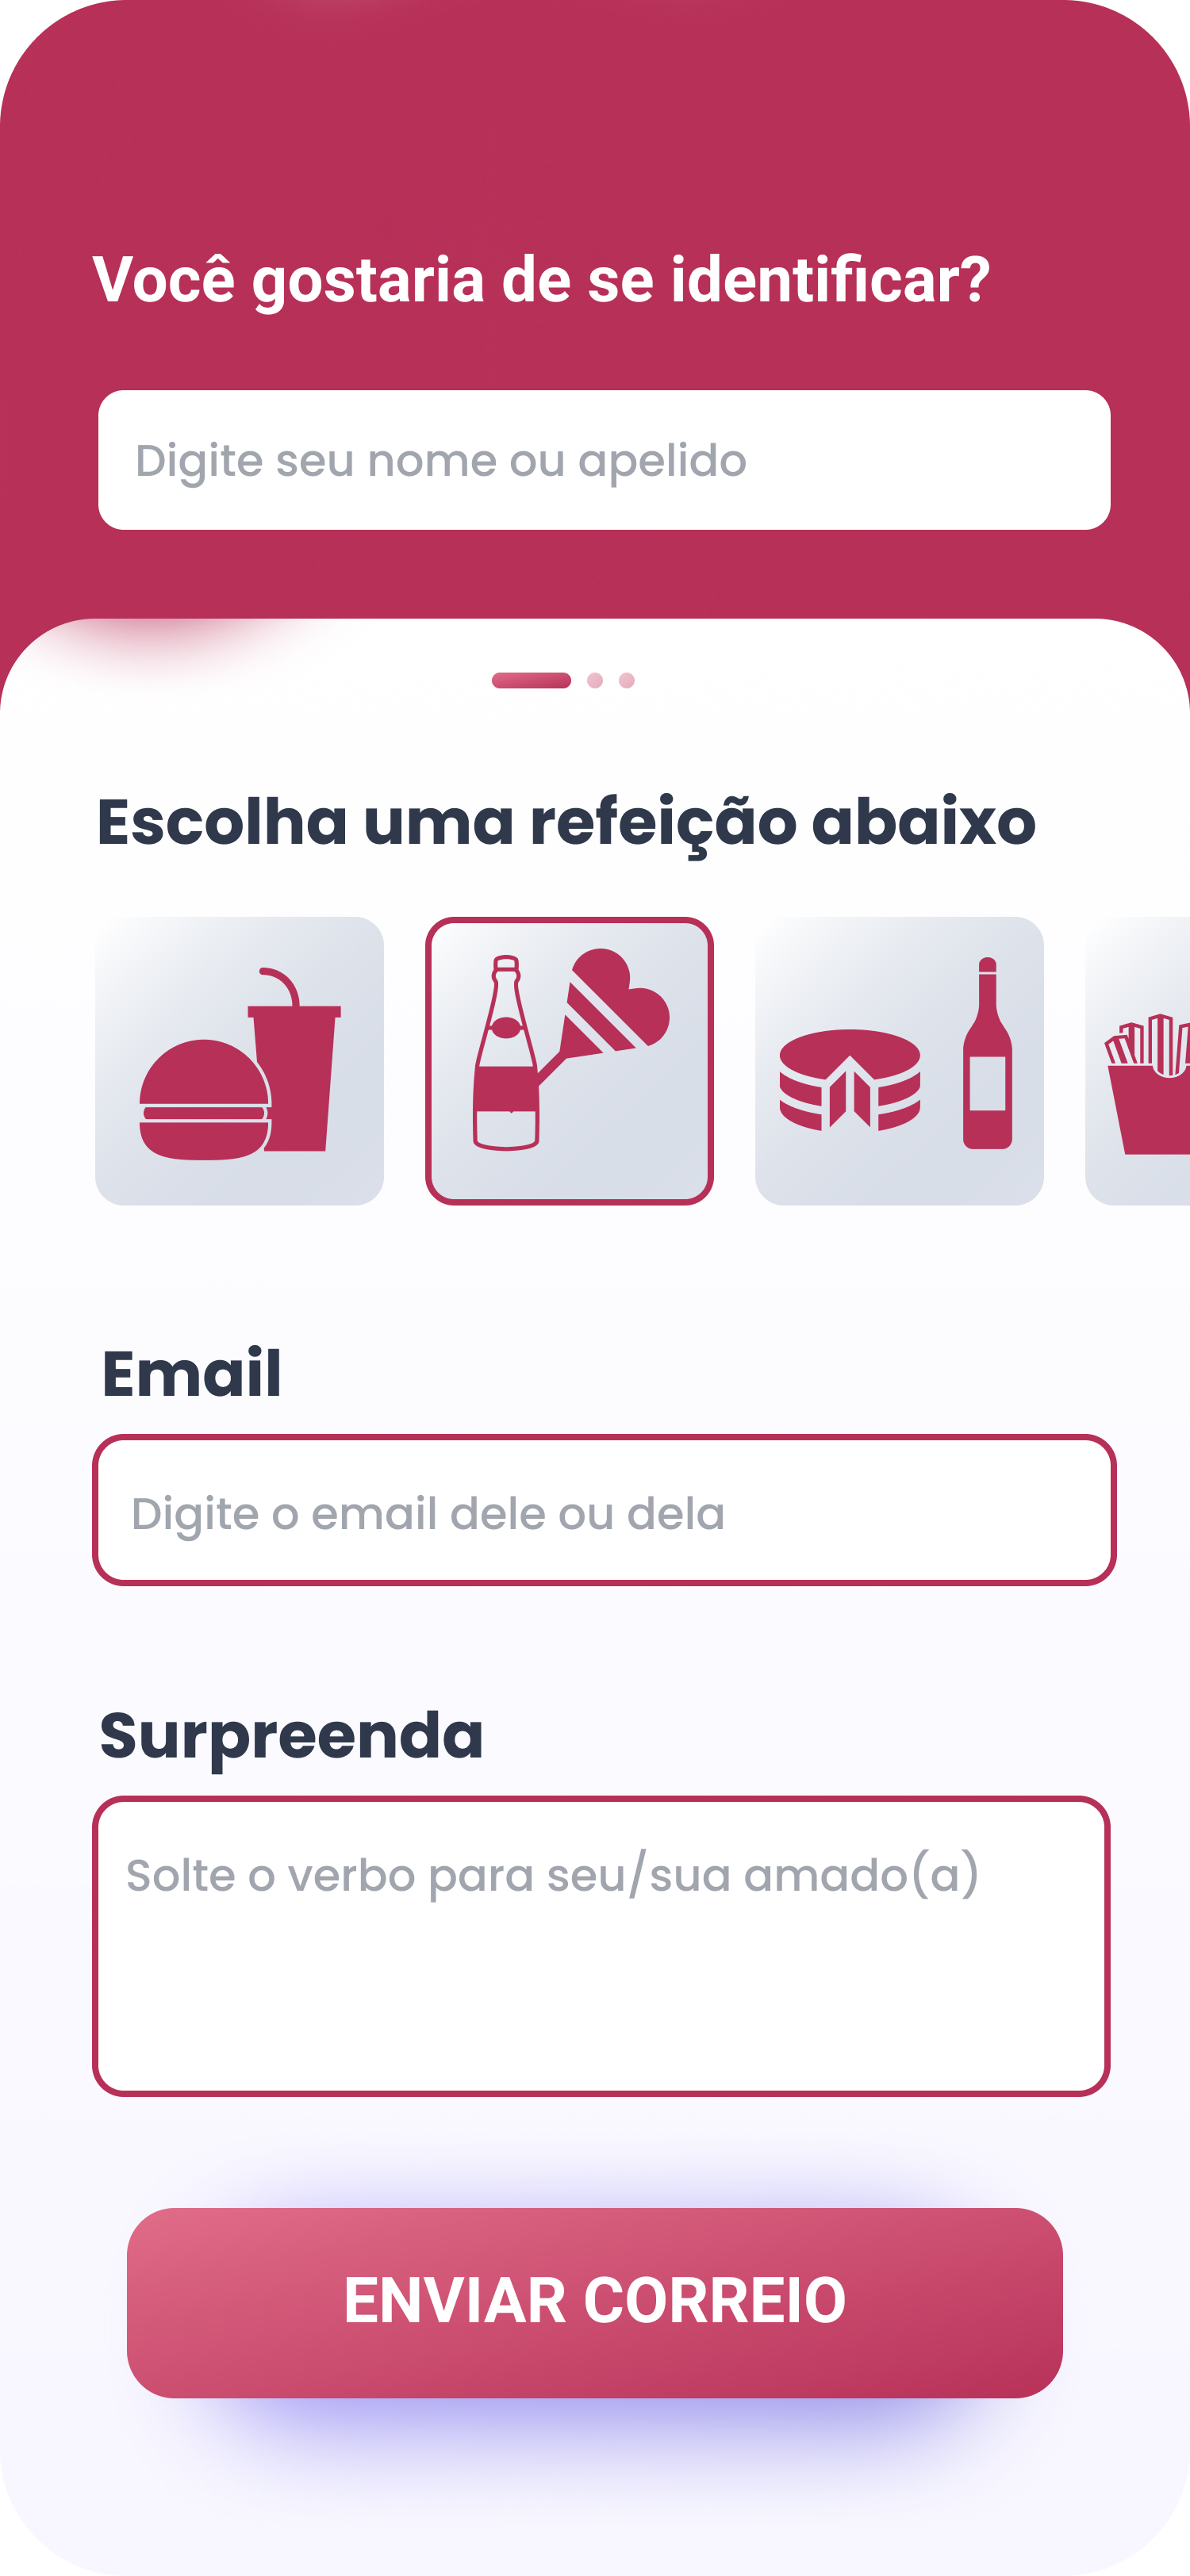 Você gostaria de se identificar?
Digite seu nome ou apelido
Escolha uma refeição abaixo
Email
Digite o email dele ou dela
Surpreenda
Solte o verbo para seu/sua amado(a)
ENVIAR CORREIO